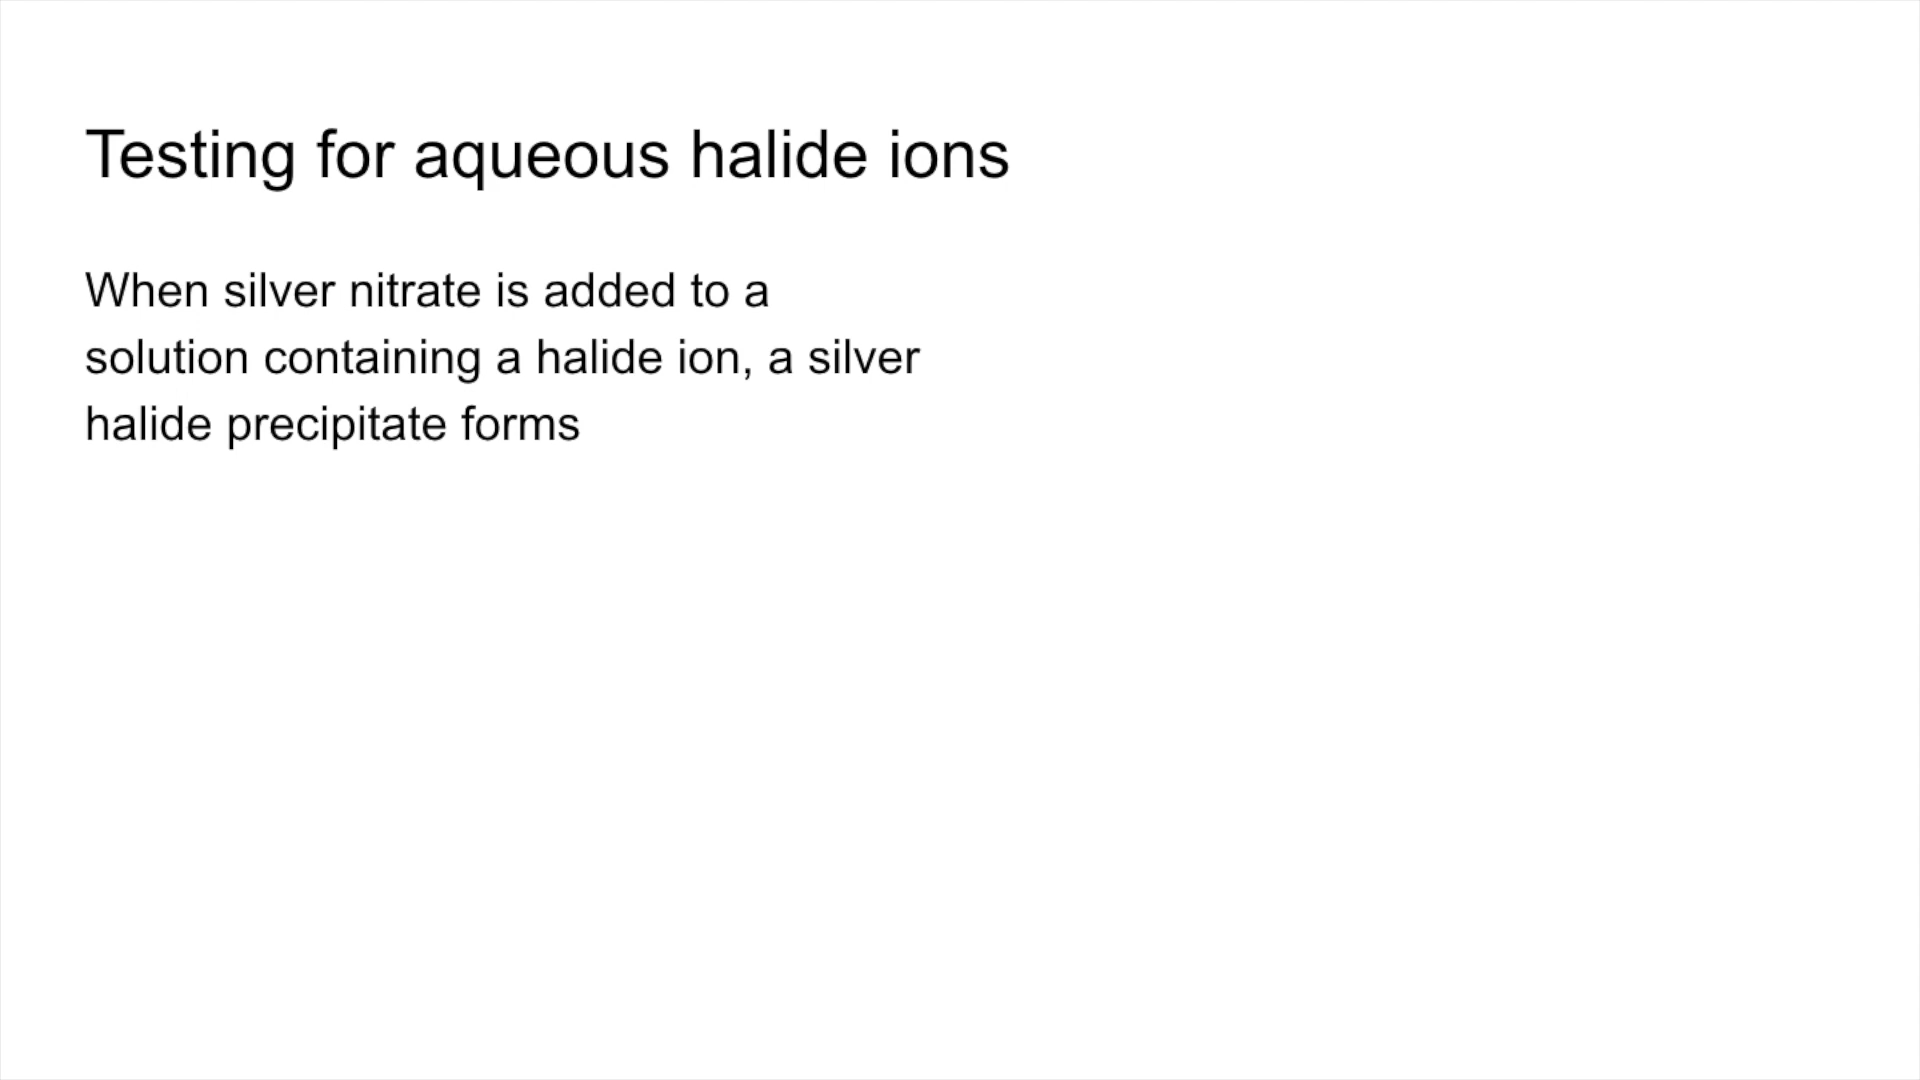 Testing for aqueous halide ions
When silver nitrate is added to a
solution containing a halide ion, a silver
halide precipitate forms